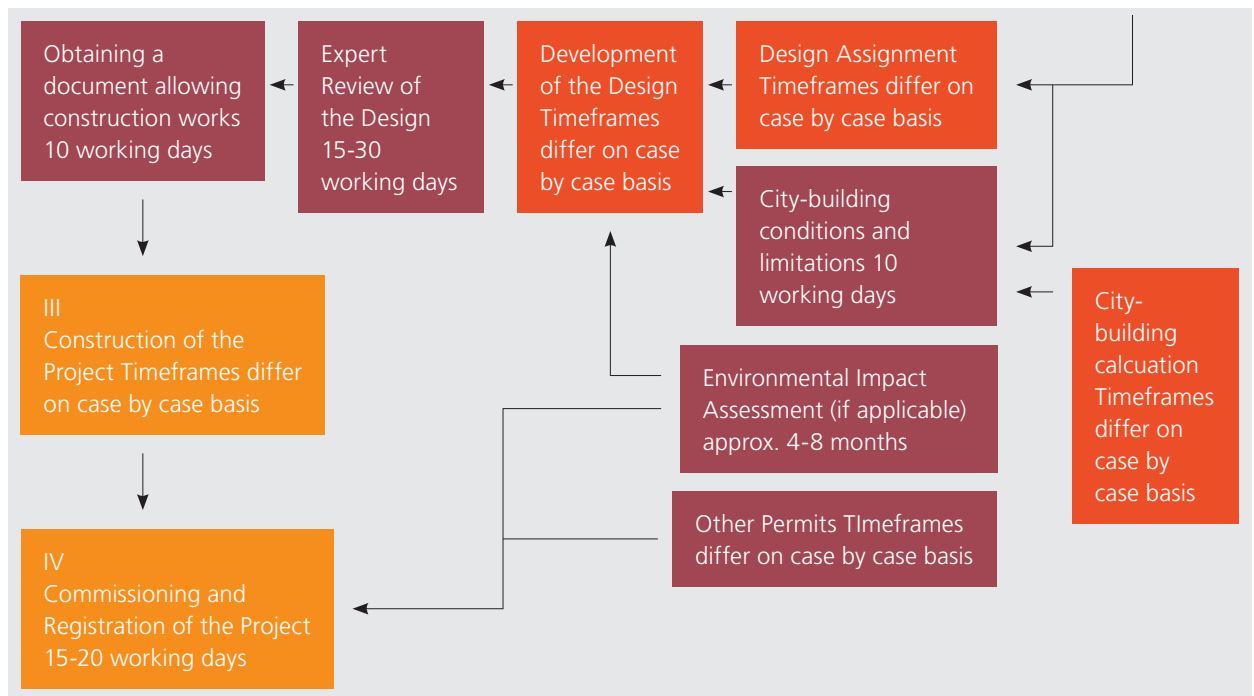 Obtaining a
document allowing
construction works
10 working days
Expert
Review of
the Design
15-30
working days
Development
of the Design
Timeframes
differ on case
by case basis
Design Assignment
Timeframes differ on
case by case basis
City-building
conditions and
limitations 10
working days
City-
building
calcuation
Timeframes
differ on
case by
case basis
III
Construction of the
Project Timeframes differ
on case by case basis
Environmental Impact
Assessment (if applicable)
approx. 4-8 months
Other Permits TImeframes
differ on case by case basis
IV
Commissioning and
Registration of the Project
15-20 working days